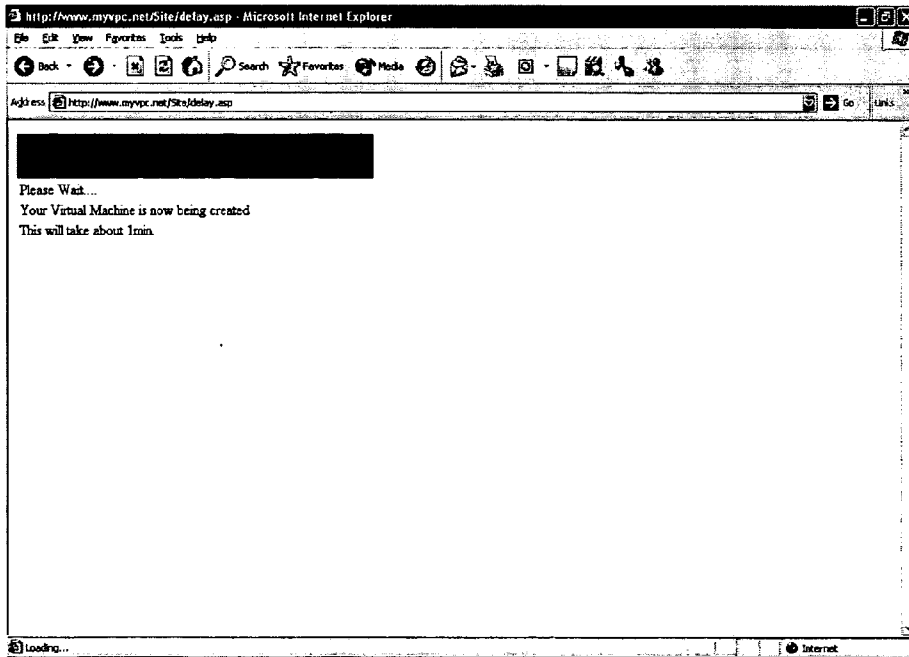 http://www.myvpc.net/Site/delay.asp - Microsoft Internet Explorer
File Edit View Favorites Tools Help
Back Search Favorites Media
Address http://www.myvpc.net/Site/delay.asp Go Links
Please Wait....
Your Virtual Machine is now being created
This will take about 1min.
Loading... Internet